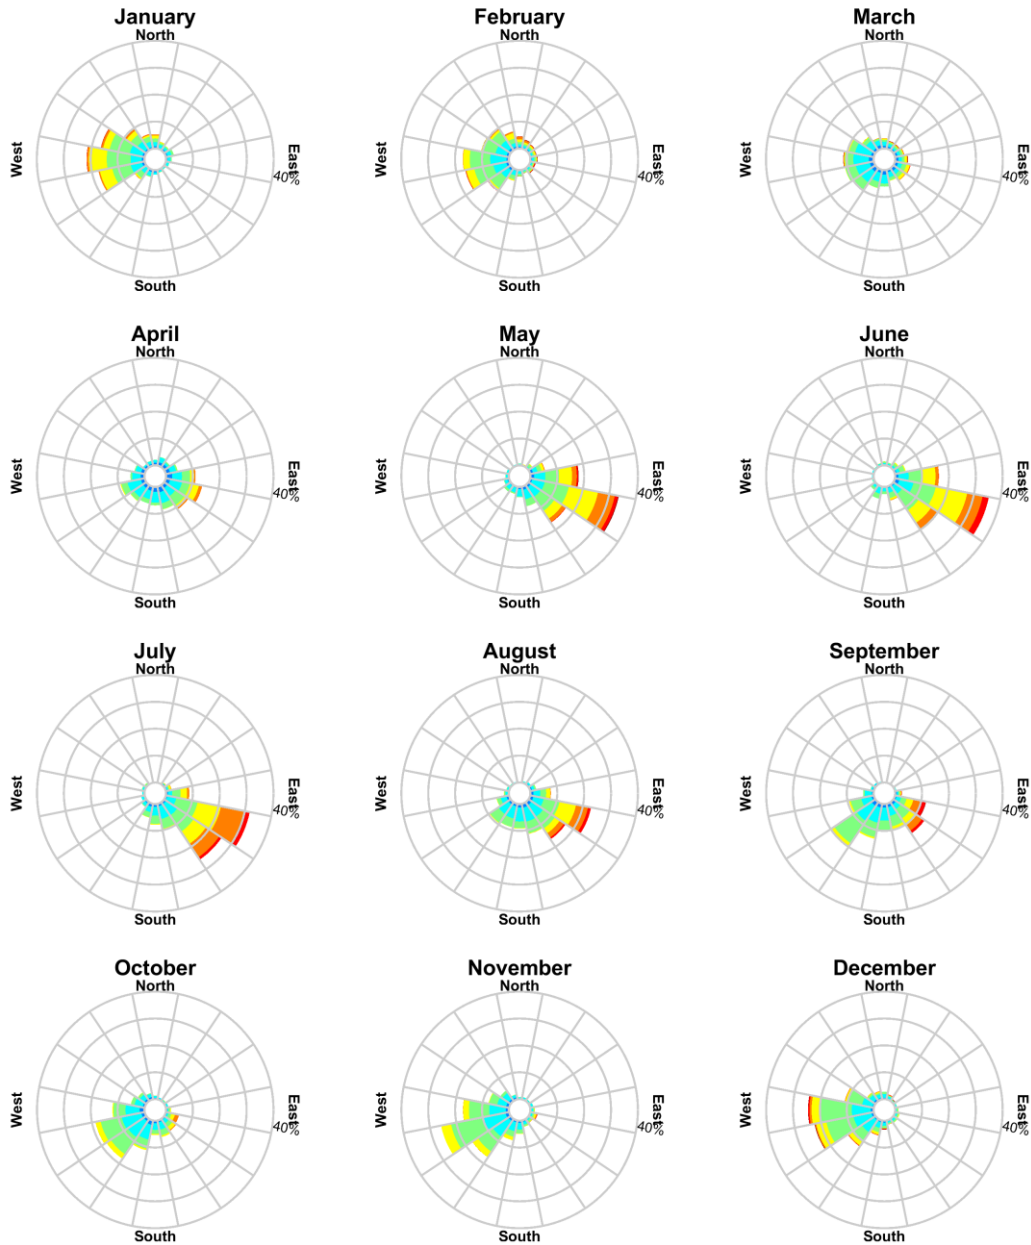 January
North
West
East
40%
South
February
North
West
East
40%
South
March
North
West
East
40%
South
April
North
West
East
40%
South
May
North
West
East
40%
South
June
North
West
East
40%
South
July
North
West
East
40%
South
August
North
West
East
40%
South
September
North
West
East
40%
South
October
North
West
East
40%
South
November
North
West
East
40%
South
December
North
West
East
40%
South